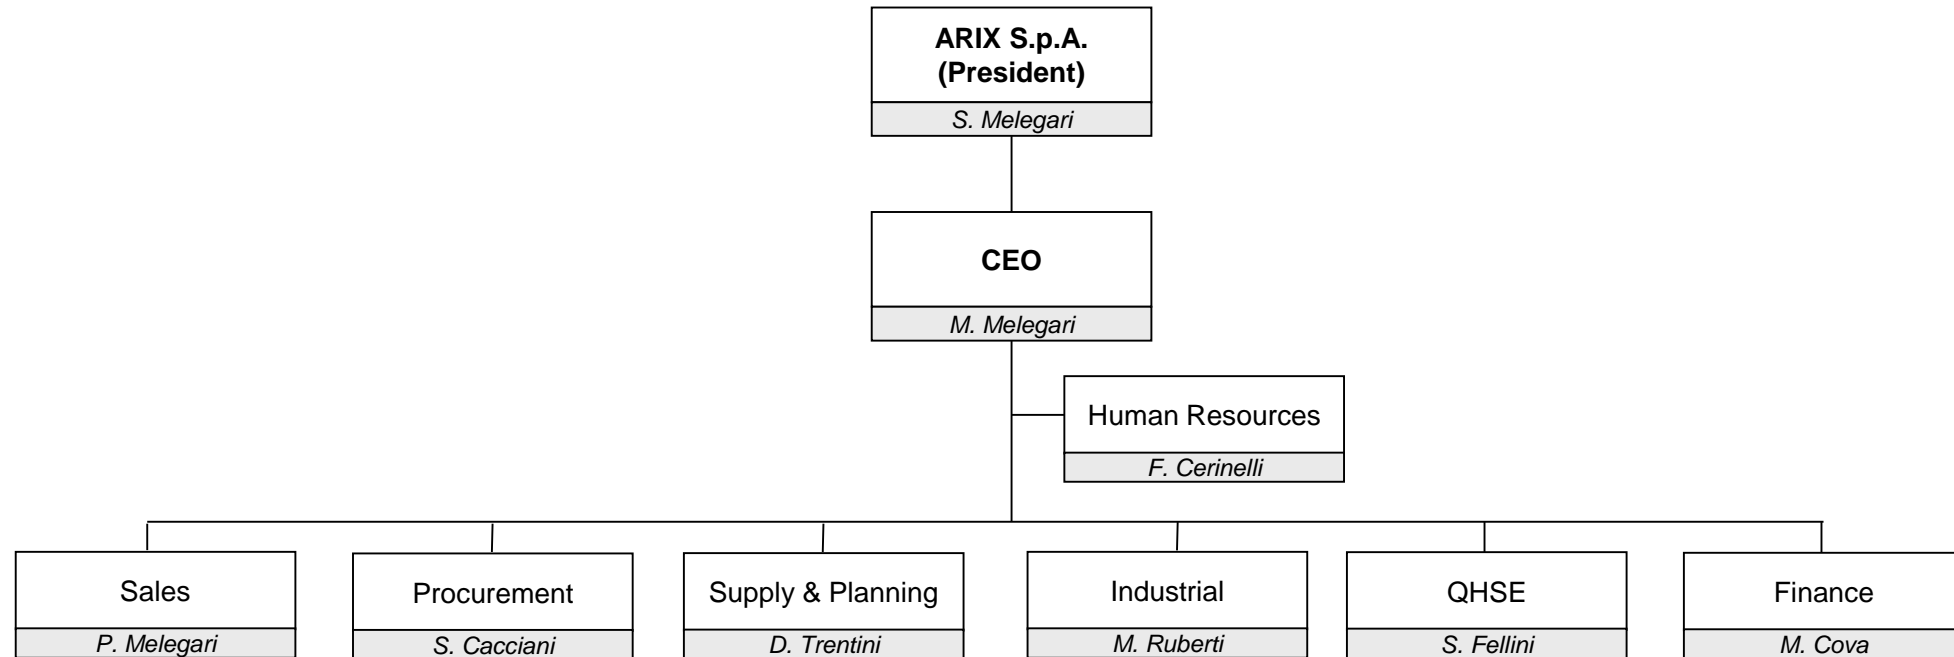 ARIX S.p.A.
(President)
S. Melegari
CEO
M. Melegari
Human Resources
F. Cerinelli
Sales
P. Melegari
Procurement
S. Cacciani
Supply & Planning
D. Trentini
Industrial
M. Ruberti
QHSE
S. Fellini
Finance
M. Cova